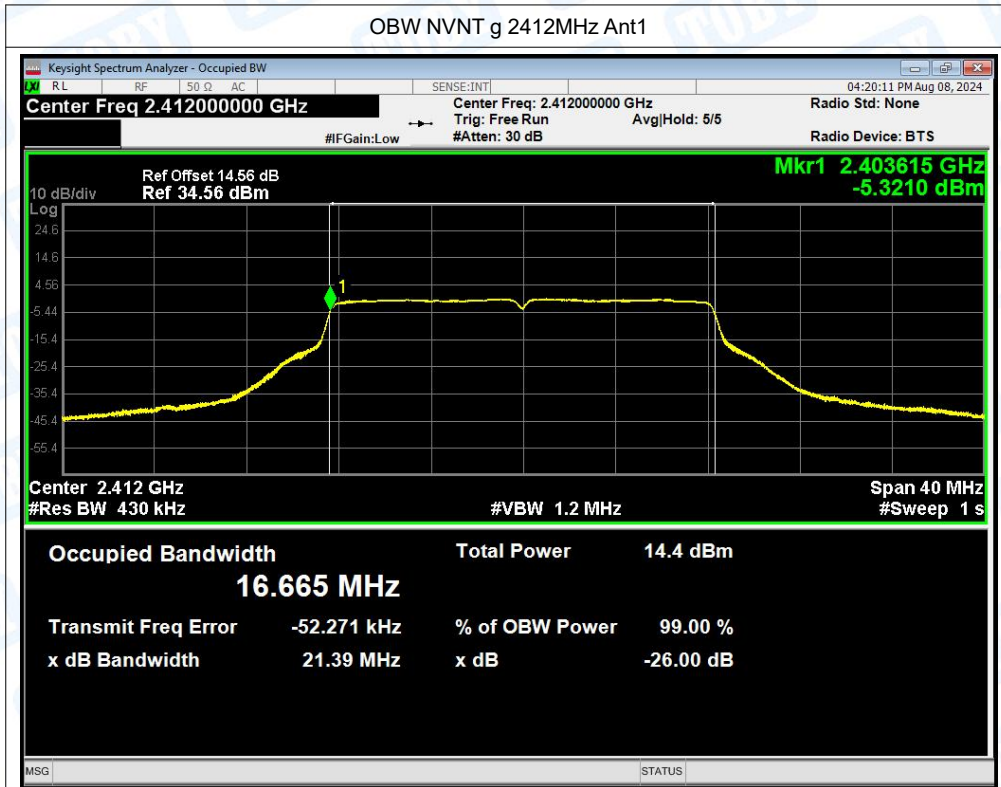 OBW NVNT g 2412MHz Ant1
Keysight Spectrum Analyzer - Occupied BW
LXI RL RF 50 Ω AC SENSE:INT 04:20:11 PM Aug 08, 2024
Center Freq 2.412000000 GHz Center Freq: 2.412000000 GHz Radio Std: None
Trig: Free Run Avg|Hold: 5/5
#IFGain:Low #Atten: 30 dB Radio Device: BTS
Mkr1 2.403615 GHz
-5.3210 dBm
Ref Offset 14.56 dB
10 dB/div Ref 34.56 dBm
Log
24.6
14.6
4.56
1
-5.44
-15.4
-25.4
-35.4
-45.4
-55.4
Center 2.412 GHz Span 40 MHz
#Res BW 430 kHz #VBW 1.2 MHz #Sweep 1 s
Occupied Bandwidth Total Power 14.4 dBm
16.665 MHz
Transmit Freq Error -52.271 kHz % of OBW Power 99.00 %
x dB Bandwidth 21.39 MHz x dB -26.00 dB
MSG STATUS